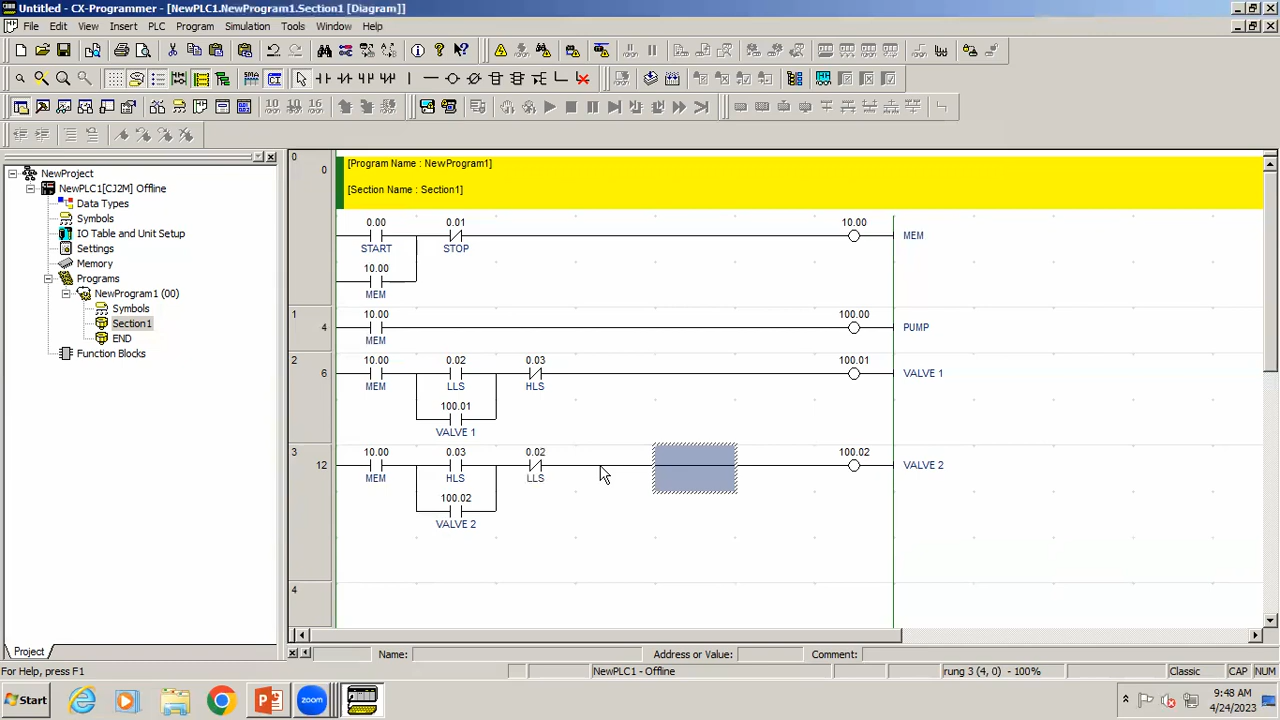 Untitled - CX-Programmer - [NewPLC1.NewProgram1.Section1 [Diagram]]
File Edit View Insert PLC Program Simulation Tools Window Help
NewProject
NewPLC1[CJ2M] Offline
Data Types
Symbols
IO Table and Unit Setup
Settings
Memory
Programs
NewProgram1 (00)
Symbols
Section1
END
Function Blocks
Project
0
0
[Program Name : NewProgram1]
[Section Name : Section1]
0.00 0.01 10.00
MEM
START STOP
10.00
MEM
1
4
10.00 100.00
PUMP
MEM
2
6
10.00 0.02 0.03 100.01
VALVE 1
MEM LLS HLS
100.01
VALVE 1
3
12
10.00 0.03 0.02 100.02
VALVE 2
MEM HLS LLS
100.02
VALVE 2
4
Name: Address or Value: Comment:
For Help, press F1 NewPLC1 - Offline rung 3 (4, 0) - 100% Classic CAP NUM
Start zoom 9:48 AM
4/24/2023